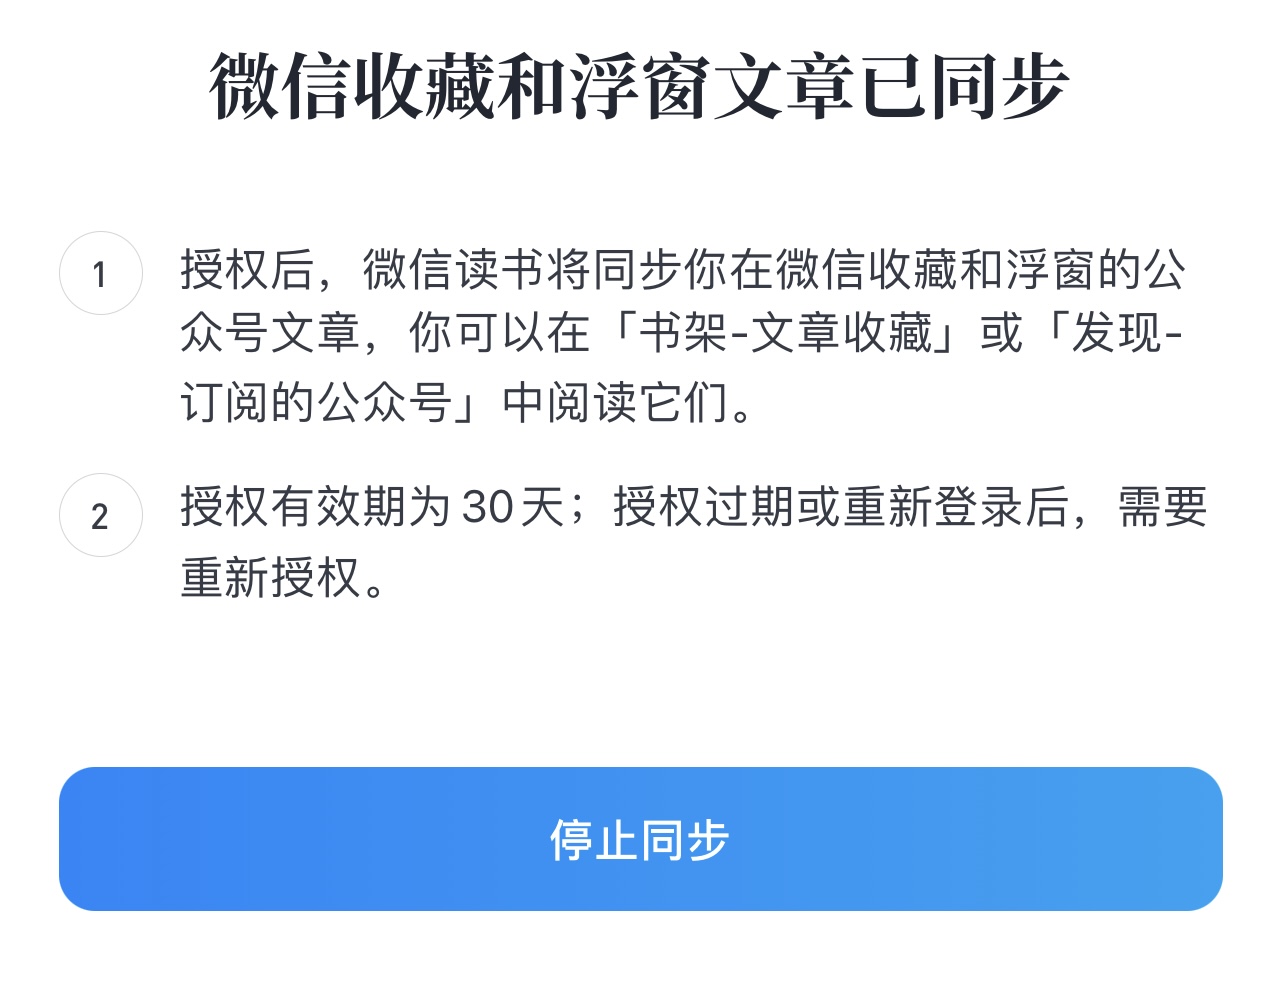 微信收藏和浮窗文章已同步
1
授权后，微信读书将同步你在微信收藏和浮窗的公
众号文章，你可以在「书架-文章收藏」或「发现-
订阅的公众号」中阅读它们。
2
授权有效期为 30 天；授权过期或重新登录后，需要
重新授权。
停止同步